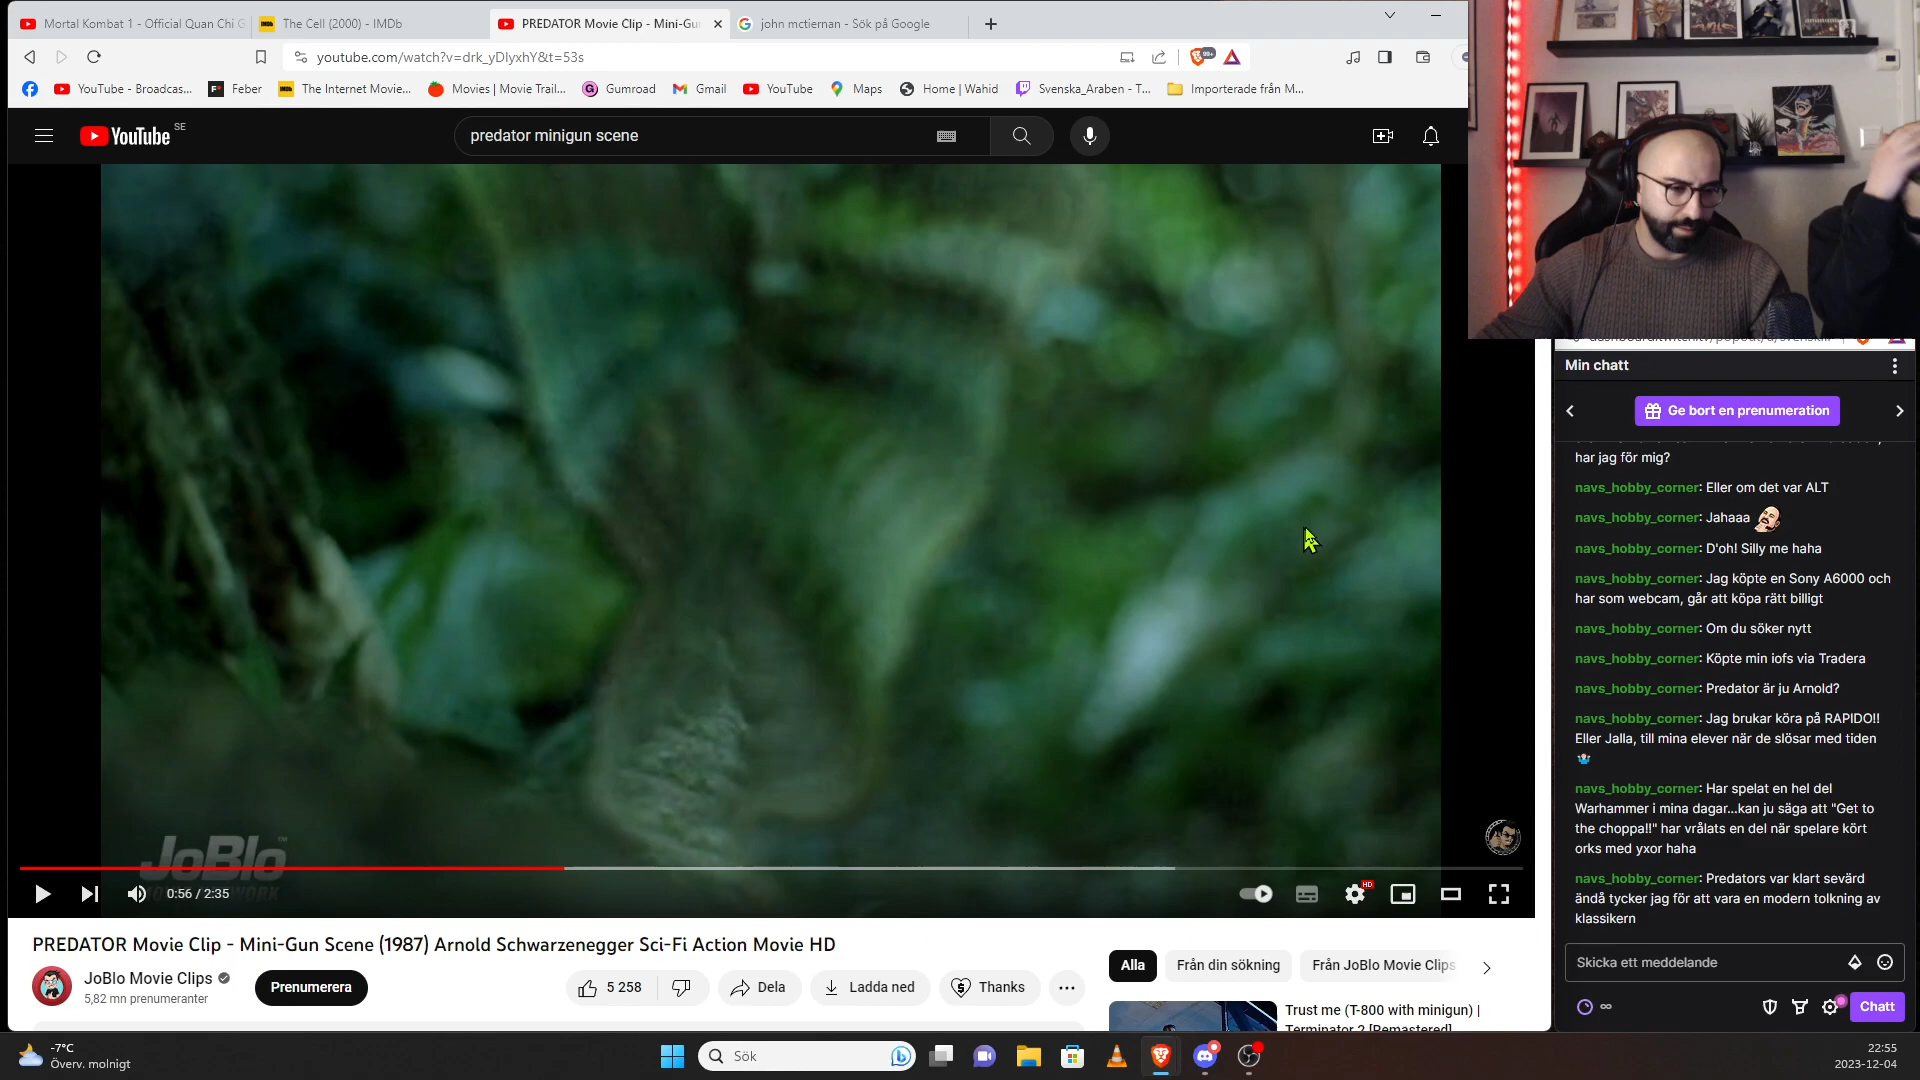 Mortal Kombat 1 - Official Quan Chi G
The Cell (2000) - IMDb
PREDATOR Movie Clip - Mini-Gu
john mctiernan - Sök på Google
youtube.com/watch?v=drk_yDIyxhY&t=53s
99+
YouTube - Broadcas...
Feber
The Internet Movie...
Movies | Movie Trail...
Gumroad
Gmail
YouTube
Maps
Home | Wahid
Svenska_Araben - T...
Importerade från M...
YouTube SE
predator minigun scene
Min chatt
Ge bort en prenumeration
har jag för mig?
navs_hobby_corner: Eller om det var ALT
navs_hobby_corner: Jahaaa
navs_hobby_corner: D'oh! Silly me haha
navs_hobby_corner: Jag köpte en Sony A6000 och
har som webcam, går att köpa rätt billigt
navs_hobby_corner: Om du söker nytt
navs_hobby_corner: Köpte min iofs via Tradera
navs_hobby_corner: Predator är ju Arnold?
navs_hobby_corner: Jag brukar köra på RAPIDO!!
Eller Jalla, till mina elever när de slösar med tiden
navs_hobby_corner: Har spelat en hel del
Warhammer i mina dagar...kan ju säga att "Get to
the choppa!!" har vrålats en del när spelare kört
orks med yxor haha
navs_hobby_corner: Predators var klart sevärd
ändå tycker jag för att vara en modern tolkning av
klassikern
Skicka ett meddelande
Chatt
JoBlo
0:56 / 2:35
HD
PREDATOR Movie Clip - Mini-Gun Scene (1987) Arnold Schwarzenegger Sci-Fi Action Movie HD
JoBlo Movie Clips
5,82 mn prenumeranter
Prenumerera
5 258
Dela
Ladda ned
Thanks
Alla
Från din sökning
Från JoBlo Movie Clips
Trust me (T-800 with minigun) |
Terminator 2 [Remastered]
-7°C
Överv. molnigt
Sök
22:55
2023-12-04